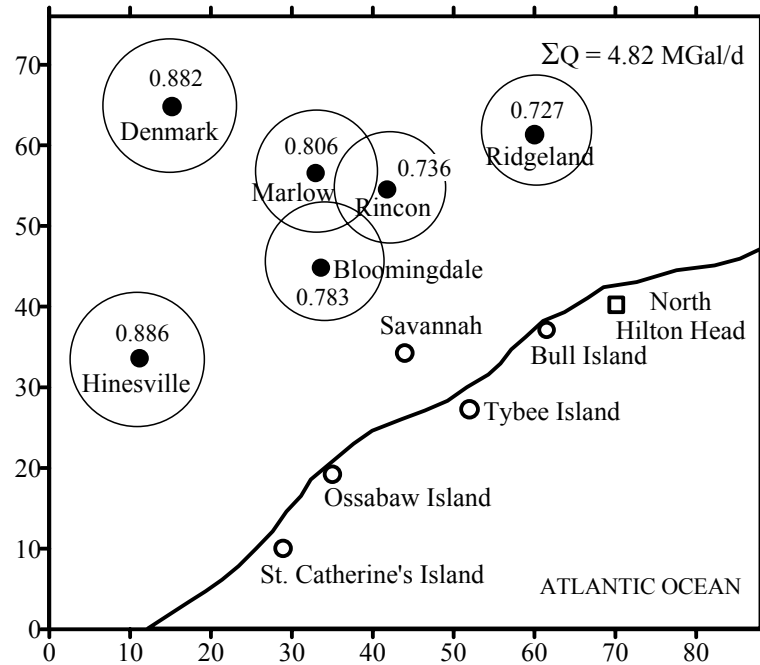 70
60
50
40
30
20
10
0
ΣQ = 4.82 MGal/d
0.882
Denmark
0.727
Ridgeland
0.806
Marlow
0.736
Rincon
Bloomingdale
0.783
0.886
Hinesville
Savannah
North
Hilton Head
Bull Island
Tybee Island
Ossabaw Island
St. Catherine's Island
ATLANTIC OCEAN
0 10 20 30 40 50 60 70 80